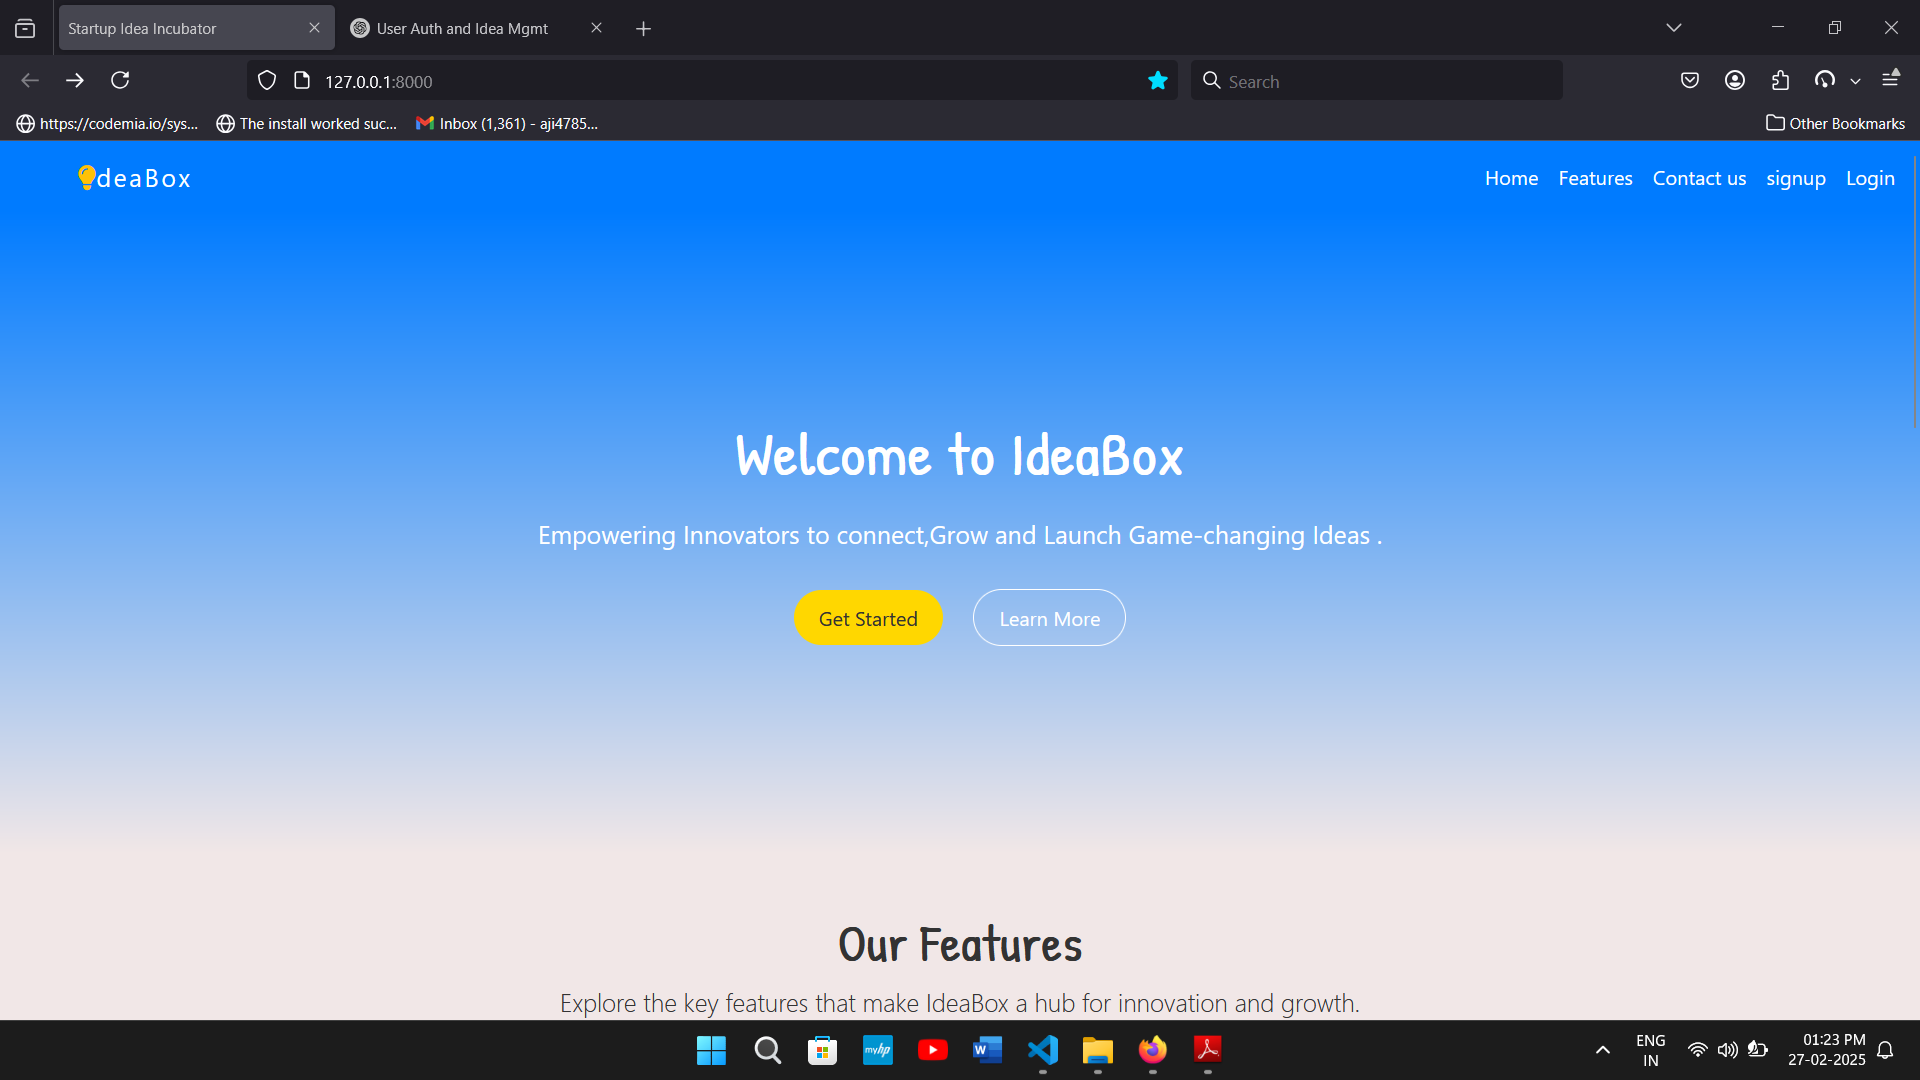 Startup Idea Incubator
User Auth and Idea Mgmt
127.0.0.1:8000
Search
https://codemia.io/sys...
The install worked suc...
Inbox (1,361) - aji4785...
Other Bookmarks
deaBox
Home
Features
Contact us
signup
Login
Welcome to IdeaBox
Empowering Innovators to connect,Grow and Launch Game-changing Ideas .
Get Started
Learn More
Our Features
Explore the key features that make IdeaBox a hub for innovation and growth.
myhp
W
ENG
IN
01:23 PM
27-02-2025